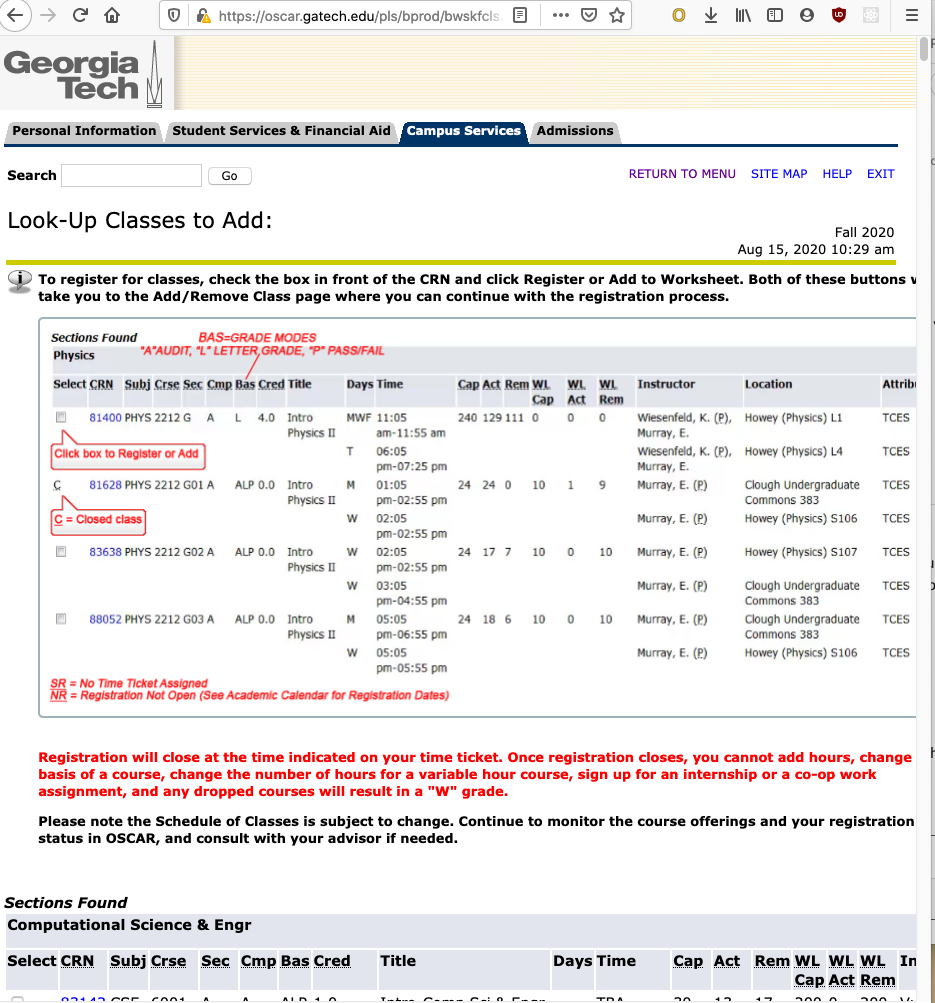 https://oscar.gatech.edu/pls/bprod/bwskfcls.
Georgia
Tech
Personal Information Student Services & Financial Aid Campus Services Admissions
Search Go RETURN TO MENU SITE MAP HELP EXIT
Look-Up Classes to Add:
Fall 2020
Aug 15, 2020 10:29 am
To register for classes, check the box in front of the CRN and click Register or Add to Worksheet. Both of these buttons w
take you to the Add/Remove Class page where you can continue with the registration process.
Sections Found BAS=GRADE MODES
Physics "A"AUDIT, "L" LETTER GRADE, "P" PASS/FAIL
Select CRN Subj Crse Sec Cmp Bas Cred Title Days Time Cap Act Rem WL WL WL Instructor Location Attribu
Cap Act Rem
81400 PHYS 2212 G A L 4.0 Intro MWF 11:05 240 129 111 0 0 0 Wiesenfeld, K. (P), Howey (Physics) L1 TCES
Physics II am-11:55 am Murray, E.
T 06:05 Wiesenfeld, K. (P), Howey (Physics) L4 TCES
Click box to Register or Add pm-07:25 pm Murray, E.
C 81628 PHYS 2212 G01 A ALP 0.0 Intro M 01:05 24 24 0 10 1 9 Murray, E. (P) Clough Undergraduate TCES
Physics II pm-02:55 pm Commons 383
C = Closed class W 02:05 Murray, E. (P) Howey (Physics) S106 TCES
pm-02:55 pm
83638 PHYS 2212 G02 A ALP 0.0 Intro W 02:05 24 17 7 10 0 10 Murray, E. (P) Howey (Physics) S107 TCES
Physics II pm-02:55 pm
W 03:05 Murray, E. (P) Clough Undergraduate TCES
pm-04:55 pm Commons 383
88052 PHYS 2212 G03 A ALP 0.0 Intro M 05:05 24 18 6 10 0 10 Murray, E. (P) Clough Undergraduate TCES
Physics II pm-06:55 pm Commons 383
W 05:05 Murray, E. (P) Howey (Physics) S106 TCES
pm-05:55 pm
SR = No Time Ticket Assigned
NR = Registration Not Open (See Academic Calendar for Registration Dates)
Registration will close at the time indicated on your time ticket. Once registration closes, you cannot add hours, change
basis of a course, change the number of hours for a variable hour course, sign up for an internship or a co-op work
assignment, and any dropped courses will result in a "W" grade.
Please note the Schedule of Classes is subject to change. Continue to monitor the course offerings and your registration
status in OSCAR, and consult with your advisor if needed.
Sections Found
Computational Science & Engr
Select CRN Subj Crse Sec Cmp Bas Cred Title Days Time Cap Act Rem WL WL WL In
Cap Act Rem